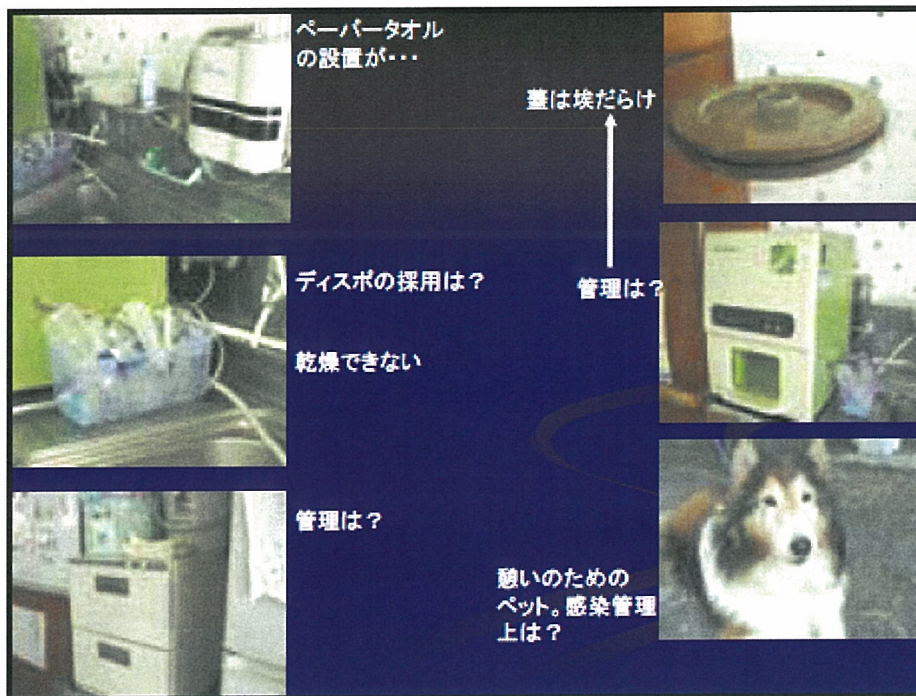 ペーパータオル
の設置が・・・
蓋は埃だらけ
ディスポの採用は？
管理は？
乾燥できない
管理は？
憩いのための
ペット。感染管理
上は？